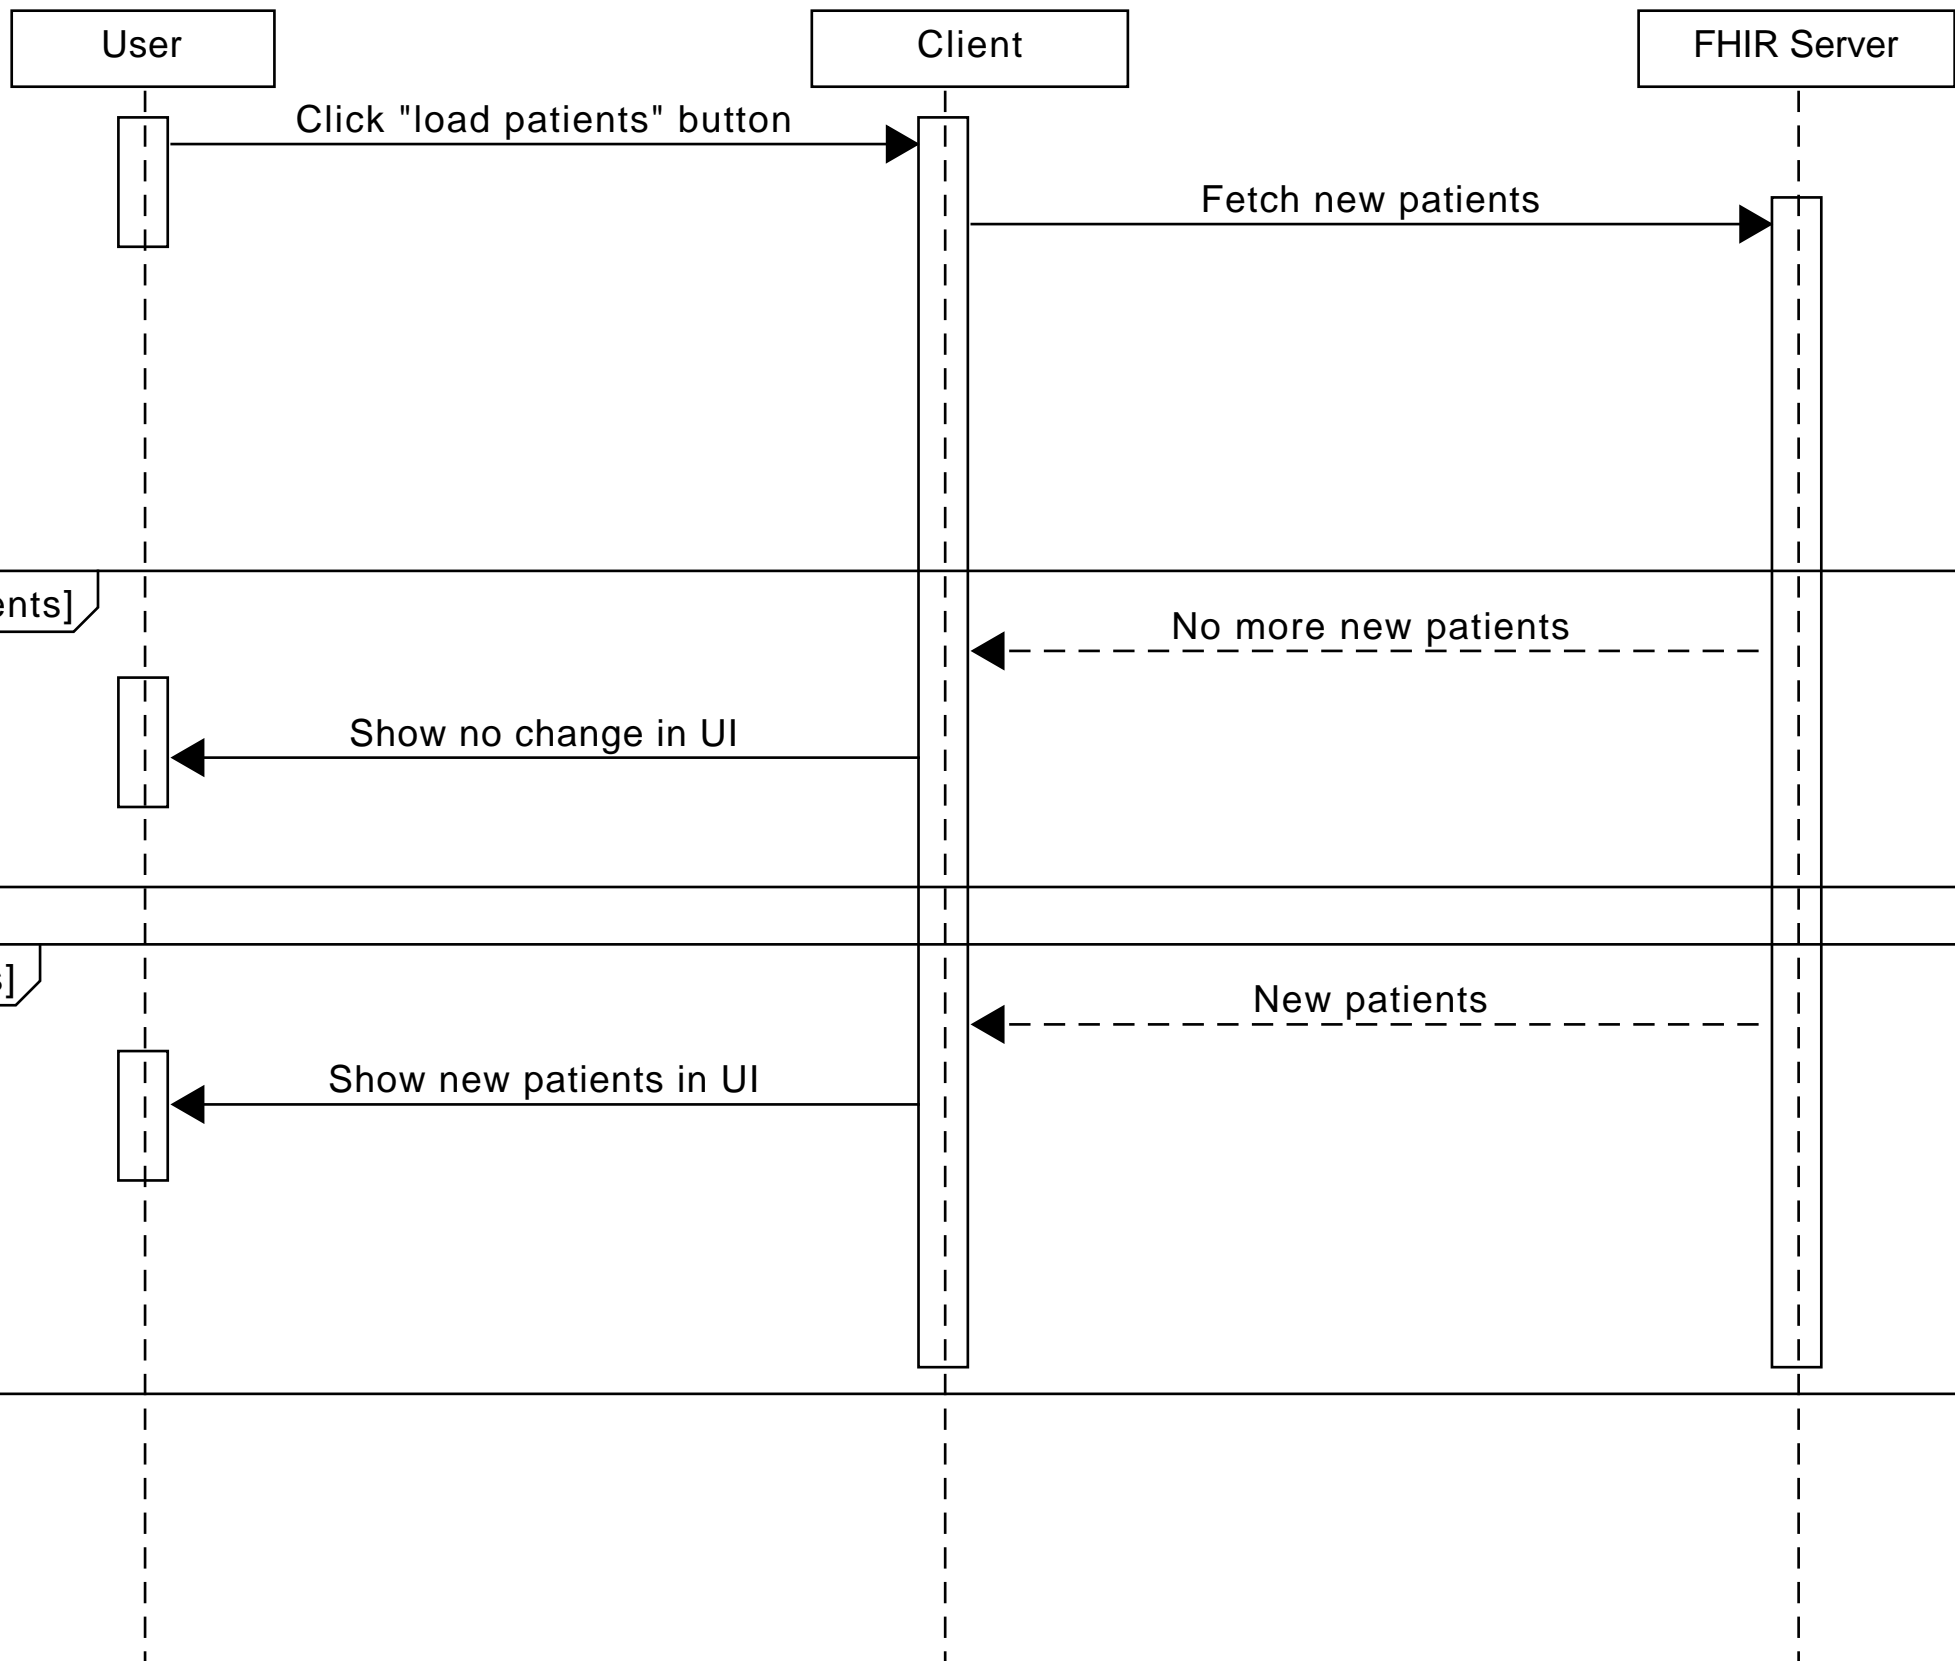 User
Client
FHIR Server
Click "load patients" button
Fetch new patients
No more new patients
Show no change in UI
New patients
Show new patients in UI